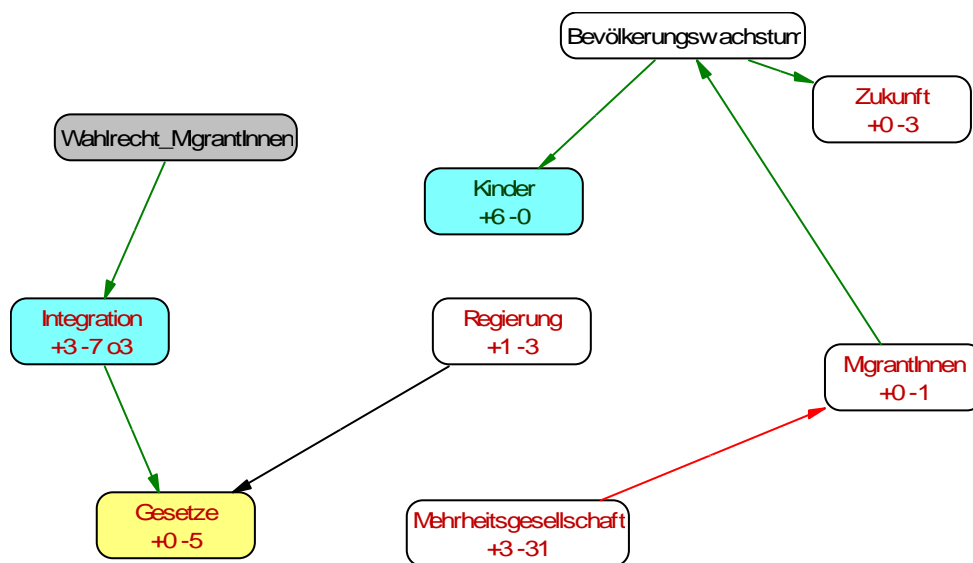 Bevölkerungswachstum
Zukunft
+0 -3
Wahlrecht_MgrantInnen
Kinder
+6 -0
Integration
+3 -7 o3
Regierung
+1 -3
MgrantInnen
+0 -1
Gesetze
+0 -5
Mehrheitsgesellschaft
+3 -31